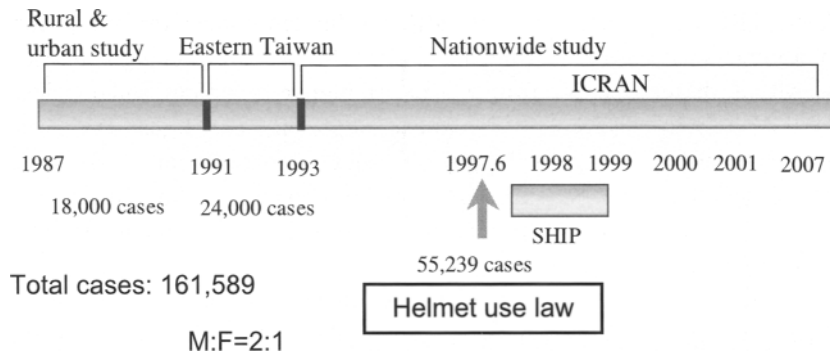 Rural &
urban study
Eastern Taiwan
Nationwide study
ICRAN
1987
1991
1993
1997.6
1998
1999
2000
2001
2007
18,000 cases
24,000 cases
SHIP
55,239 cases
Total cases: 161,589
Helmet use law
M:F=2:1